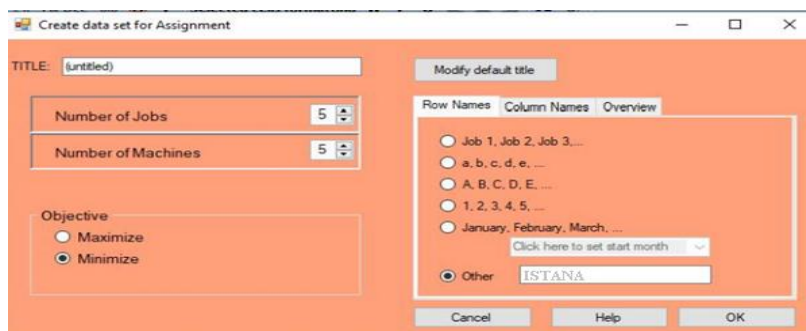 Create data set for Assignment
TITLE: (untitled)
Modify default title
Number of Jobs 5
Number of Machines 5
Objective
Maximize
Minimize
Row Names Column Names Overview
Job 1, Job 2, Job 3,...
a, b, c, d, e, ...
A, B, C, D, E, ...
1, 2, 3, 4, 5, ...
January, February, March, ...
Click here to set start month
Other ISTANA
Cancel Help OK